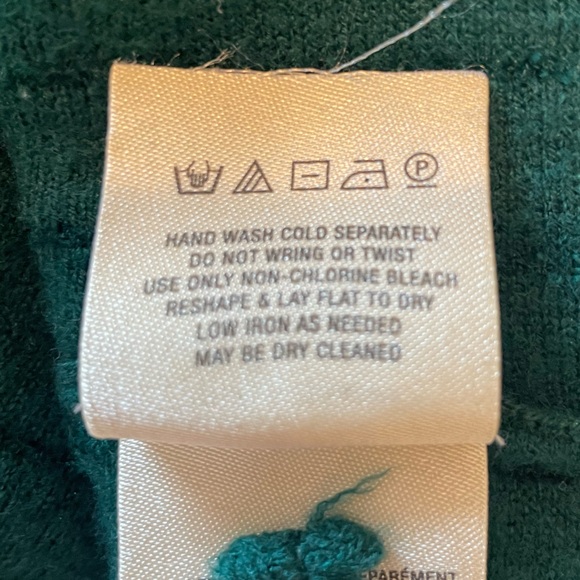 P
HAND WASH COLD SEPARATELY
DO NOT WRING OR TWIST
USE ONLY NON-CHLORINE BLEACH
RESHAPE & LAY FLAT TO DRY
LOW IRON AS NEEDED
MAY BE DRY CLEANED